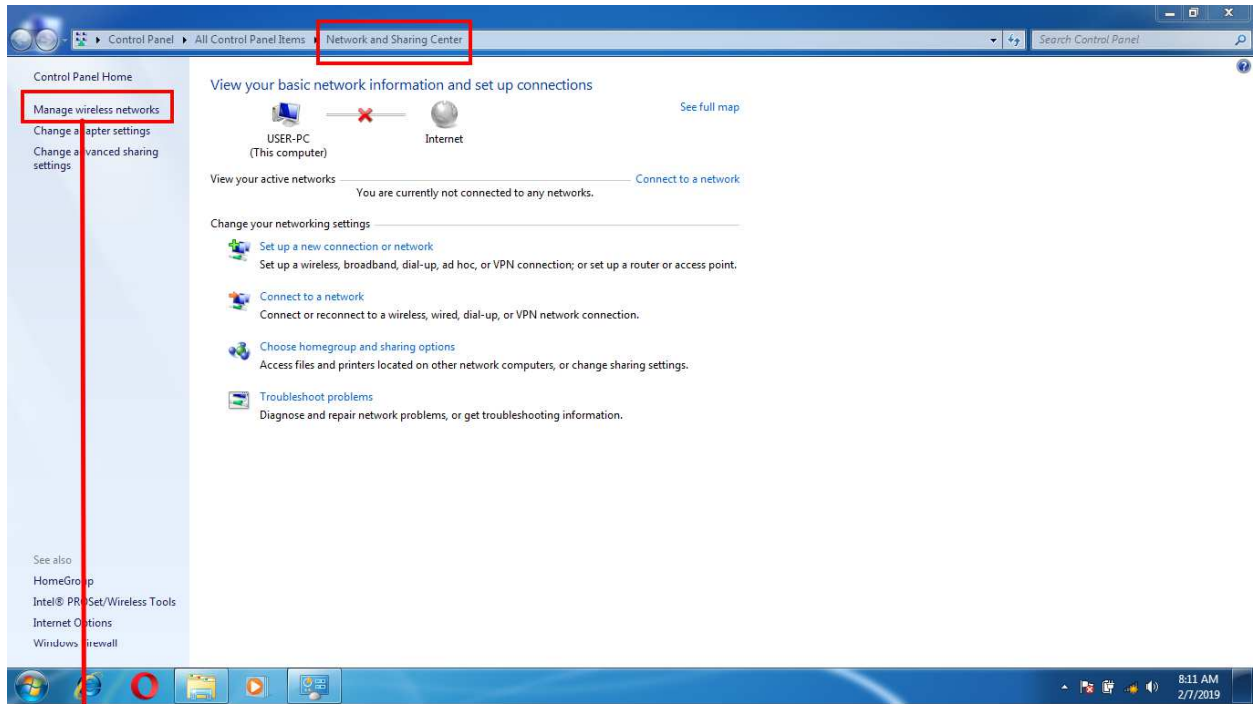 Control Panel ▸ All Control Panel Items ▸ Network and Sharing Center
Search Control Panel
Control Panel Home
Manage wireless networks
Change adapter settings
Change advanced sharing
settings
View your basic network information and set up connections
See full map
USER-PC
(This computer)
Internet
View your active networks
Connect to a network
You are currently not connected to any networks.
Change your networking settings
Set up a new connection or network
Set up a wireless, broadband, dial-up, ad hoc, or VPN connection; or set up a router or access point.
Connect to a network
Connect or reconnect to a wireless, wired, dial-up, or VPN network connection.
Choose homegroup and sharing options
Access files and printers located on other network computers, or change sharing settings.
Troubleshoot problems
Diagnose and repair network problems, or get troubleshooting information.
See also
HomeGroup
Intel® PROSet/Wireless Tools
Internet Options
Windows Firewall
8:11 AM
2/7/2019